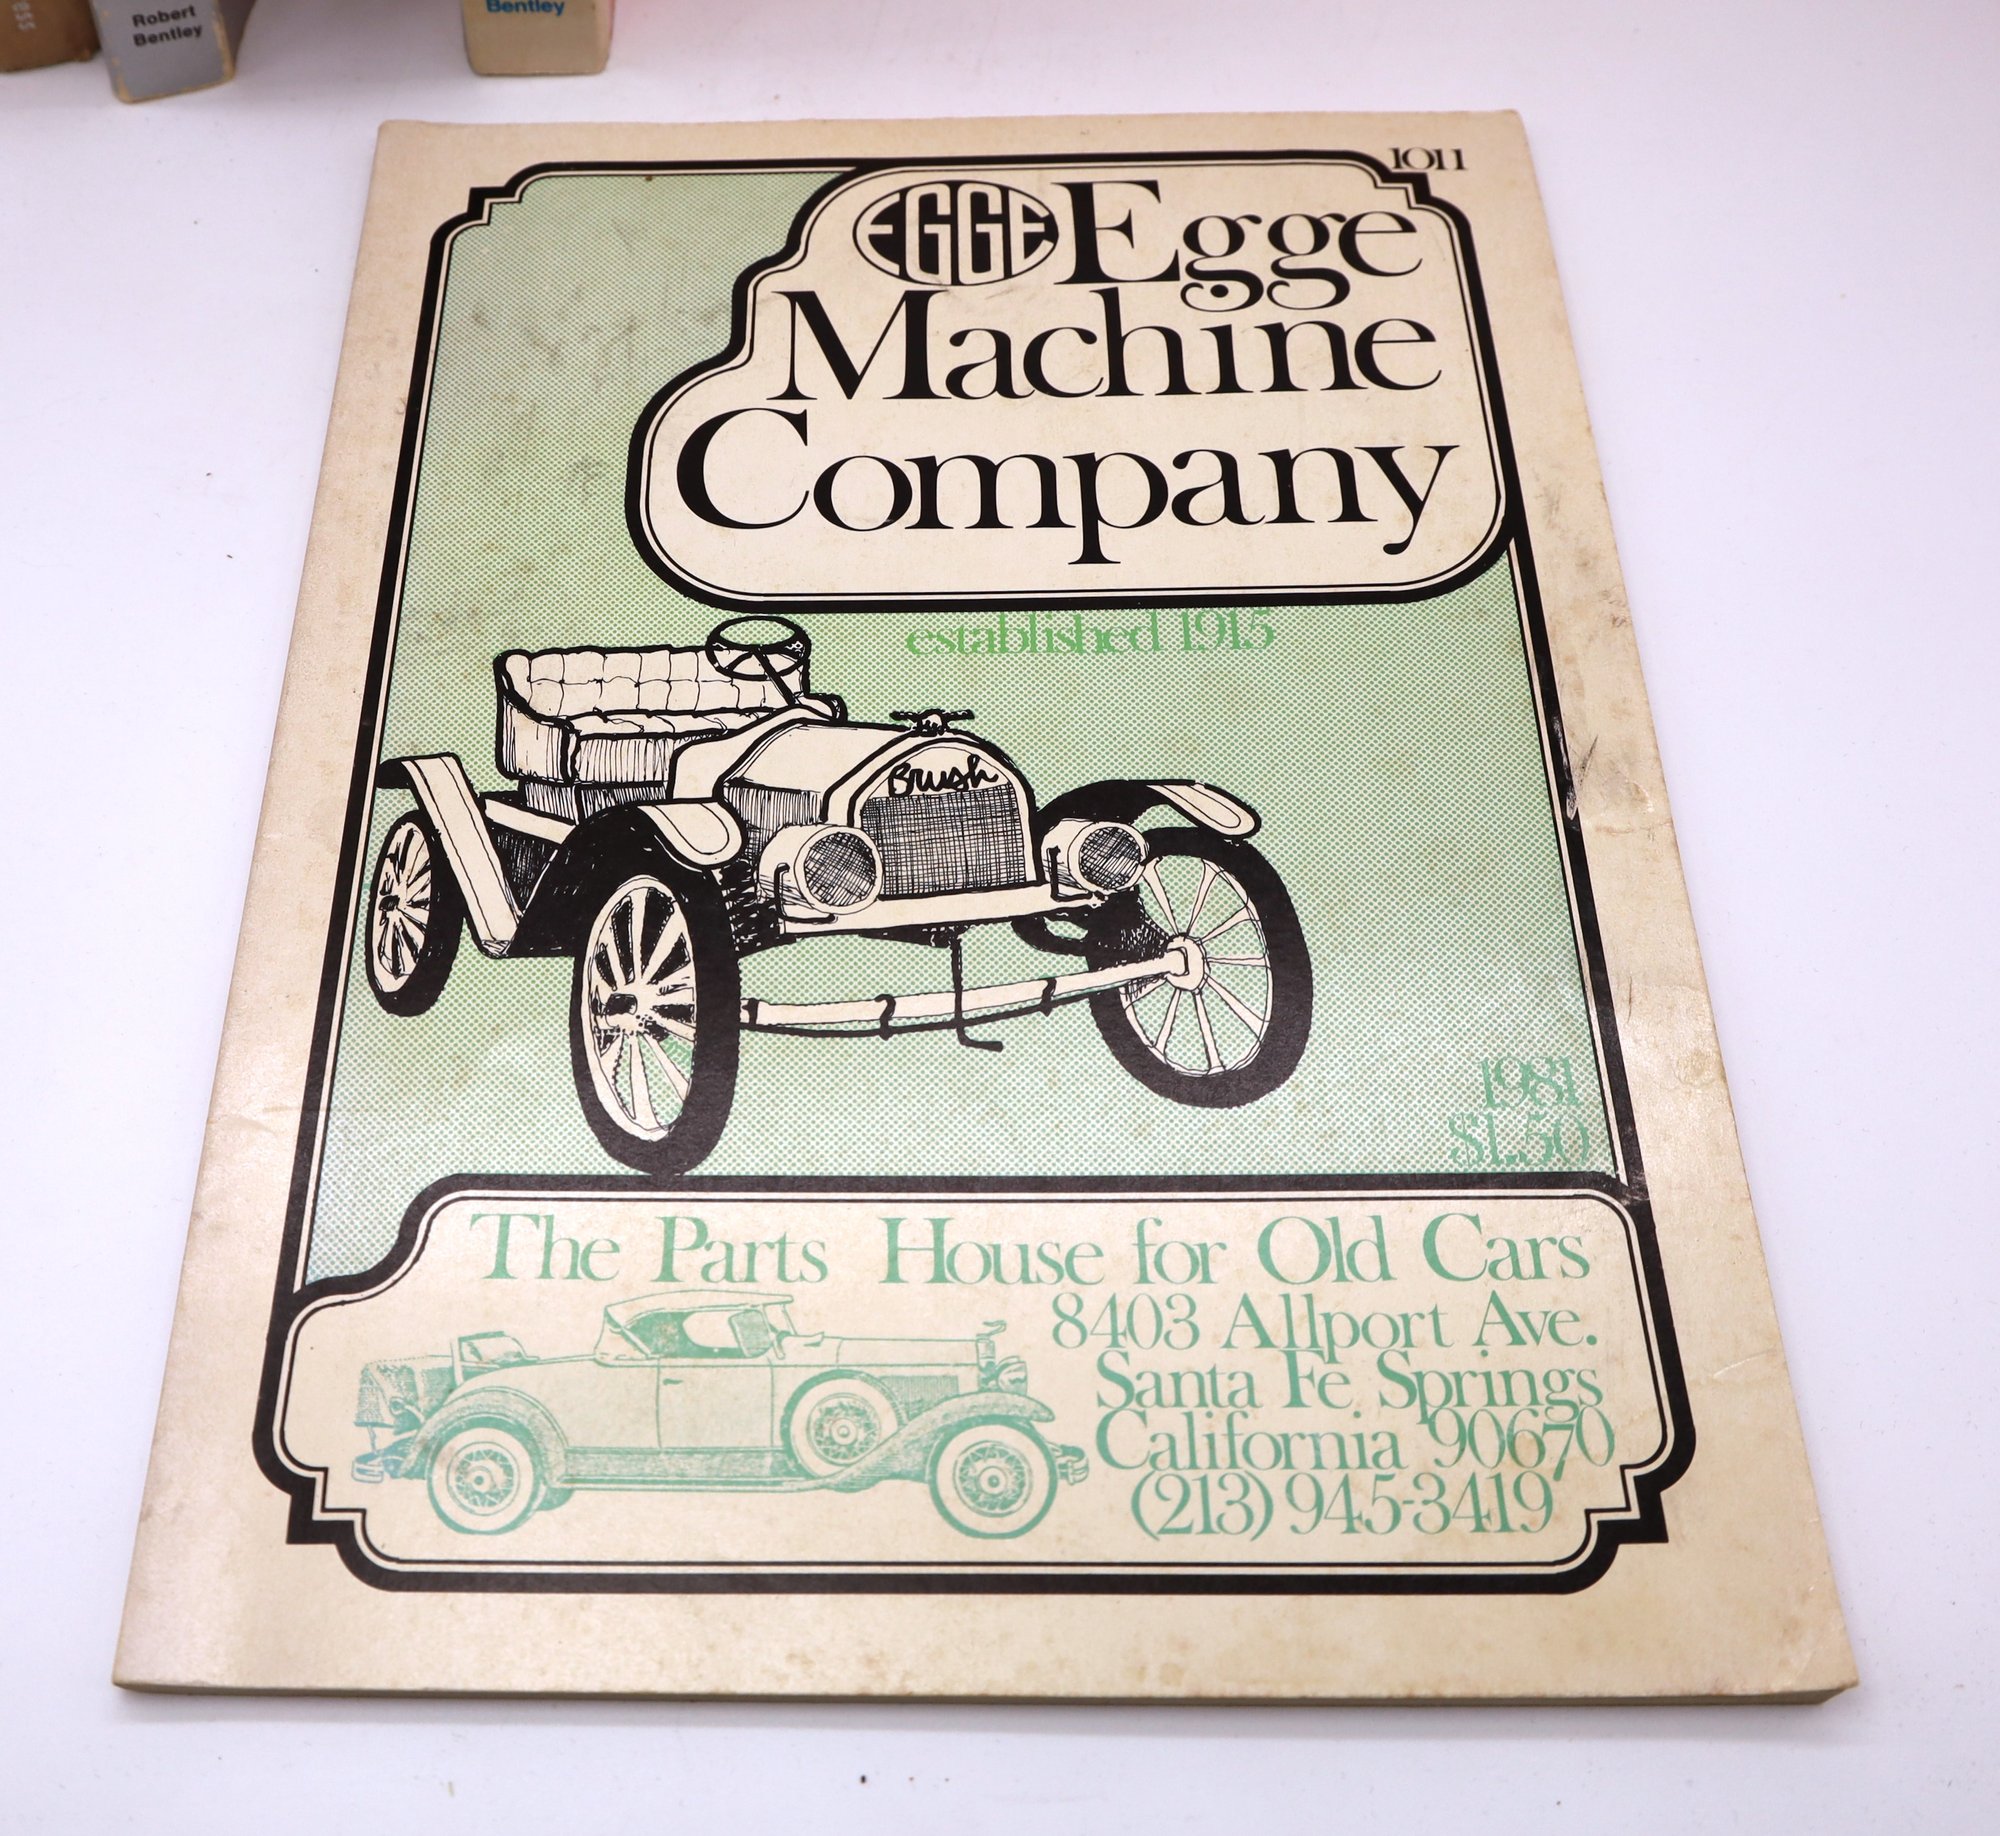 Robert
Bentley
Bentley
1011
EGGE Egge
Machine
Company
established 1915
Brush
1981
$1.50
The Parts House for Old Cars
8403 Allport Ave.
Santa Fe Springs
California 90670
(213) 945-3419